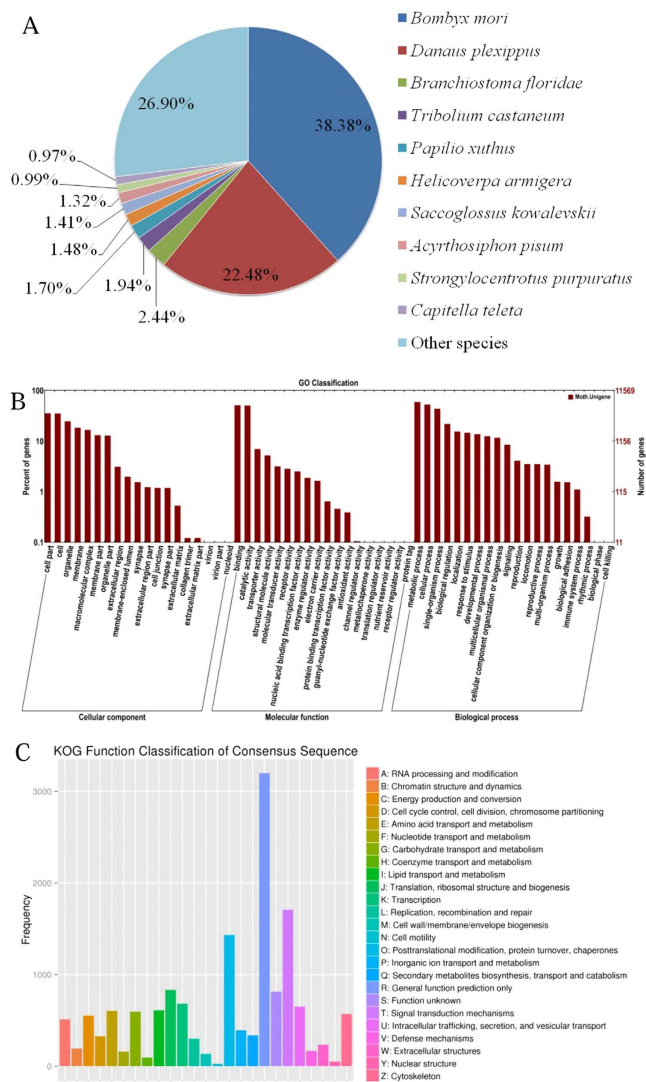 A
Bombyx mori
Danaus plexippus
Branchiostoma floridae
Tribolium castaneum
Papilio xuthus
Helicoverpa armigera
Saccoglossus kowalevskii
Acyrthosiphon pisum
Strongylocentrotus purpuratus
Capitella teleta
Other species
26.90%
38.38%
0.97%
0.99%
1.32%
1.41%
1.48%
1.70%
1.94%
2.44%
22.48%
B
GO Classification
Moth.Unigene
Percent of genes
100
10
1
0.1
Number of genes
11569
1156
115
11
cell part
cell
organelle
membrane
macromolecular complex
membrane part
organelle part
extracellular region
membrane-enclosed lumen
synapse
extracellular region part
cell junction
synapse part
extracellular matrix
collagen trimer
extracellular matrix part
virion
virion part
nucleoid
binding
catalytic activity
transporter activity
structural molecule activity
molecular transducer activity
receptor activity
nucleic acid binding transcription factor activity
enzyme regulator activity
electron carrier activity
protein binding transcription factor activity
guanyl-nucleotide exchange factor activity
antioxidant activity
channel regulator activity
metallochaperone activity
translation regulator activity
nutrient reservoir activity
receptor regulator activity
protein tag
metabolic process
cellular process
single-organism process
biological regulation
localization
response to stimulus
developmental process
multicellular organismal process
cellular component organization or biogenesis
signaling
reproduction
locomotion
reproductive process
multi-organism process
growth
biological adhesion
immune system process
rhythmic process
biological phase
cell killing
Cellular component
Molecular function
Biological process
C
KOG Function Classification of Consensus Sequence
Frequency
3000
2000
1000
0
A: RNA processing and modification
B: Chromatin structure and dynamics
C: Energy production and conversion
D: Cell cycle control, cell division, chromosome partitioning
E: Amino acid transport and metabolism
F: Nucleotide transport and metabolism
G: Carbohydrate transport and metabolism
H: Coenzyme transport and metabolism
I: Lipid transport and metabolism
J: Translation, ribosomal structure and biogenesis
K: Transcription
L: Replication, recombination and repair
M: Cell wall/membrane/envelope biogenesis
N: Cell motility
O: Posttranslational modification, protein turnover, chaperones
P: Inorganic ion transport and metabolism
Q: Secondary metabolites biosynthesis, transport and catabolism
R: General function prediction only
S: Function unknown
T: Signal transduction mechanisms
U: Intracellular trafficking, secretion, and vesicular transport
V: Defense mechanisms
W: Extracellular structures
Y: Nuclear structure
Z: Cytoskeleton